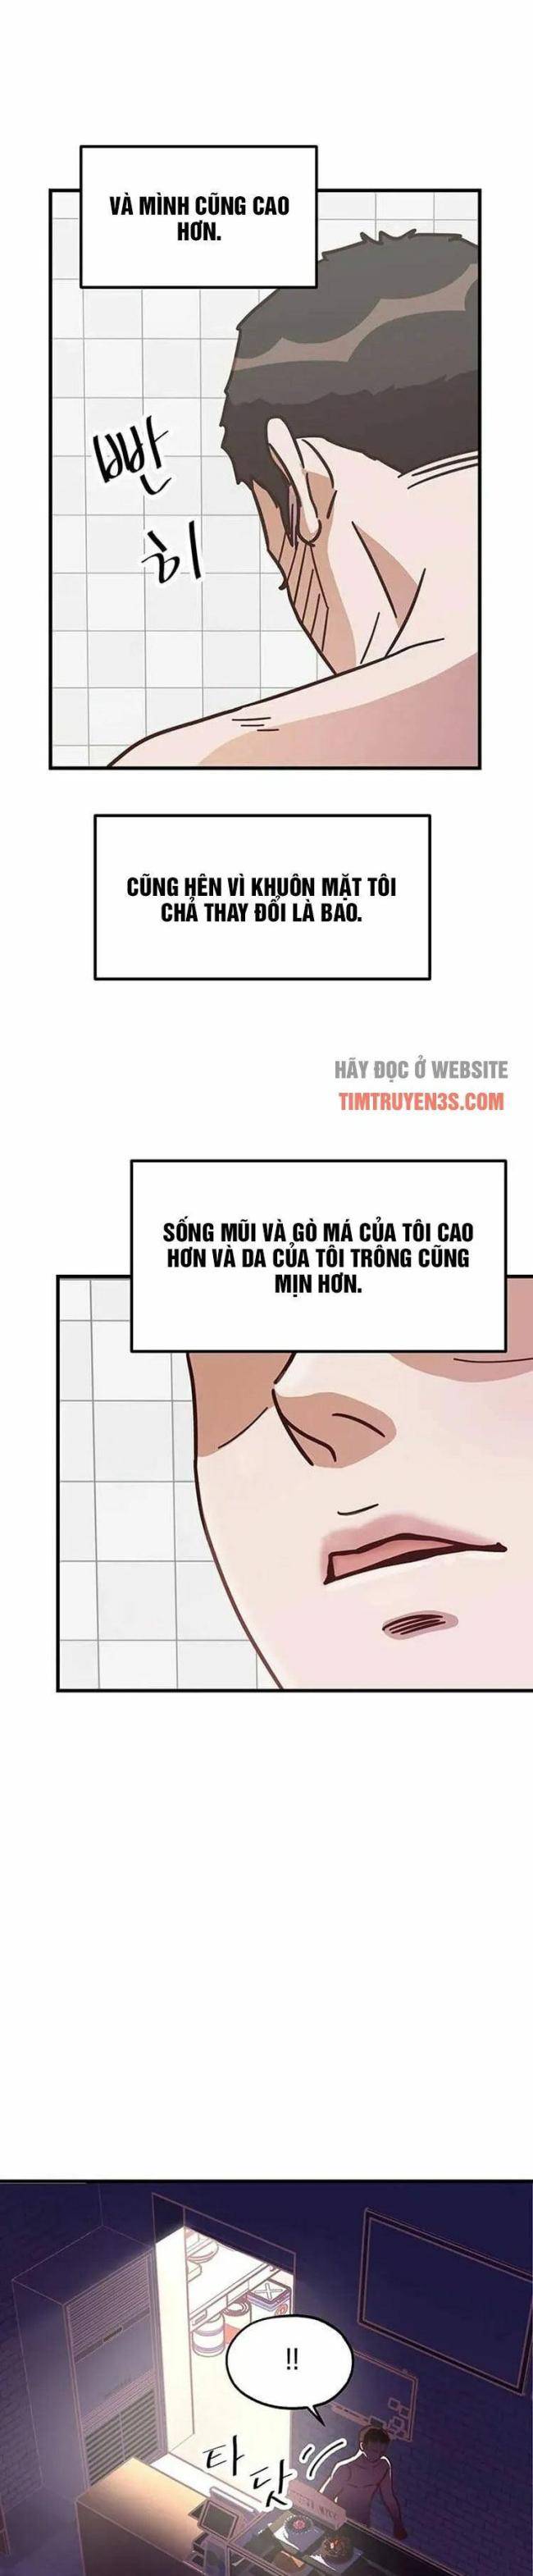 VÀ MÌNH CŨNG CAO
HƠN.
빤
히
CŨNG HÊN VÌ KHUÔN MẶT TÔI
CHẢ THAY ĐỔI LÀ BAO.
HÃY ĐỌC Ở WEBSITE
TIMTRUYEN3S.COM
SỐNG MŨI VÀ GÒ MÁ CỦA TÔI CAO
HƠN VÀ DA CỦA TÔI TRÔNG CŨNG
MỊN HƠN.
!!
타
닷